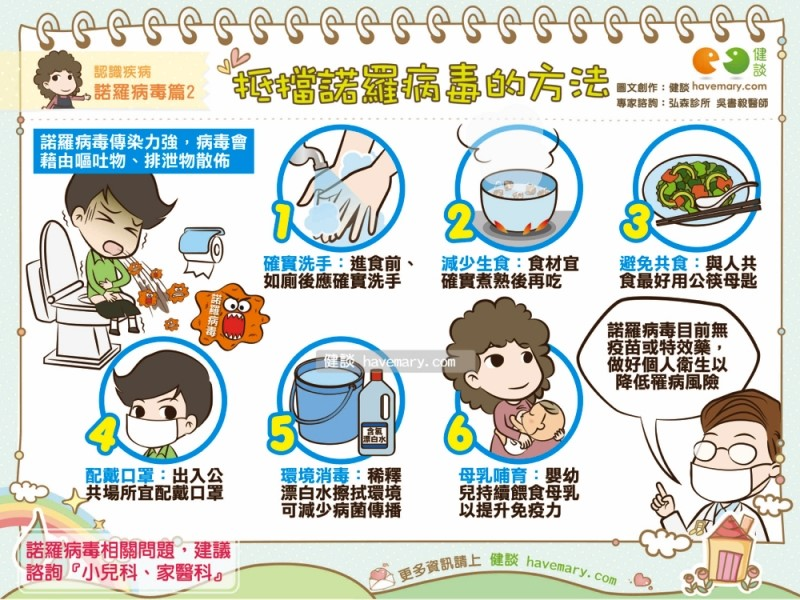 認識疾病
諾羅病毒篇2
抵擋諾羅病毒的方法
健談
圖文創作：健談 havemary.com
專家諮詢：弘森診所 吳書毅醫師
諾羅病毒傳染力強，病毒會
藉由嘔吐物、排泄物散佈
諾羅病毒
1
確實洗手：進食前、
如廁後應確實洗手
2
減少生食：食材宜
確實煮熟後再吃
3
避免共食：與人共
食最好用公筷母匙
健談 havemary.com
4
配戴口罩：出入公
共場所宜配戴口罩
5
含氯
漂白水
環境消毒：稀釋
漂白水擦拭環境
可減少病菌傳播
6
母乳哺育：嬰幼
兒持續餵食母乳
以提升免疫力
諾羅病毒目前無
疫苗或特效藥，
做好個人衛生以
降低罹病風險
諾羅病毒相關問題，建議
諮詢『小兒科、家醫科』
更多資訊請上 健談 havemary.com